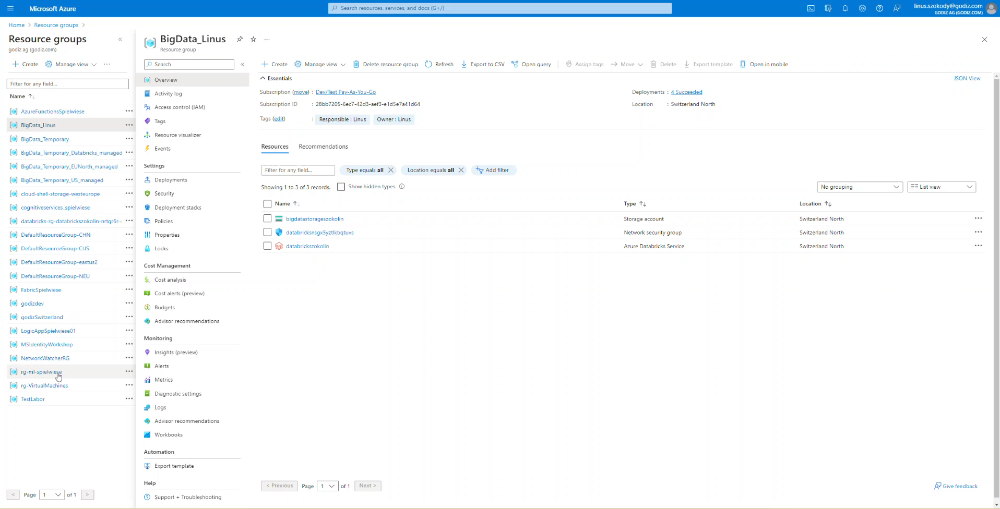 Microsoft Azure
Search resources, services, and docs (G+/)
linus.szokody@godiz.com
GODIZ AG (GODIZ.COM)
Home > Resource groups >
Resource groups
godiz ag (godiz.com)
Create Manage view
Filter for any field...
Name
AzureFunctionsSpielwiese
BigData_Linus
BigData_Temporary
BigData_Temporary_Databricks_managed
BigData_Temporary_EUNorth_managed
BigData_Temporary_US_managed
cloud-shell-storage-westeurope
cognitiveservices_spielwiese
databricks-rg-databrickszokolin-nrtgr6r...
DefaultResourceGroup-CHN
DefaultResourceGroup-CUS
DefaultResourceGroup-eastus2
DefaultResourceGroup-NEU
FabricSpielwiese
godizdev
godizSwitzerland
LogicAppSpielwiese01
MSIdentityWorkshop
NetworkWatcherRG
rg-ml-spielwiese
rg-VirtualMachines
TestLabor
< Page 1 of 1 >
BigData_Linus
Resource group
Search
Overview
Activity log
Access control (IAM)
Tags
Resource visualizer
Events
Settings
Deployments
Security
Deployment stacks
Policies
Properties
Locks
Cost Management
Cost analysis
Cost alerts (preview)
Budgets
Advisor recommendations
Monitoring
Insights (preview)
Alerts
Metrics
Diagnostic settings
Logs
Advisor recommendations
Workbooks
Automation
Export template
Help
Support + Troubleshooting
Create Manage view Delete resource group Refresh Export to CSV Open query Assign tags Move Delete Export template Open in mobile
Essentials JSON View
Subscription (move) : Dev/Test Pay-As-You-Go Deployments : 4 Succeeded
Subscription ID : 28bb7205-6ec7-42d3-aef3-e1d5e7a41d64 Location : Switzerland North
Tags (edit) : Responsible : Linus Owner : Linus
Resources Recommendations
Filter for any field... Type equals all Location equals all Add filter
Showing 1 to 3 of 3 records. Show hidden types No grouping List view
Name Type Location
bigdatastorageszokolin Storage account Switzerland North
databricksnsgx5yztlkbqtuvs Network security group Switzerland North
databrickszokolin Azure Databricks Service Switzerland North
< Previous Page 1 of 1 Next > Give feedback